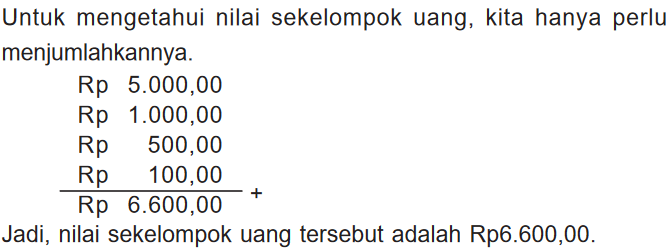 Untuk mengetahui nilai sekelompok uang, kita hanya perlu
menjumlahkannya.
Rp 5.000,00
Rp 1.000,00
Rp 500,00
Rp 100,00
+
Rp 6.600,00
Jadi, nilai sekelompok uang tersebut adalah Rp6.600,00.